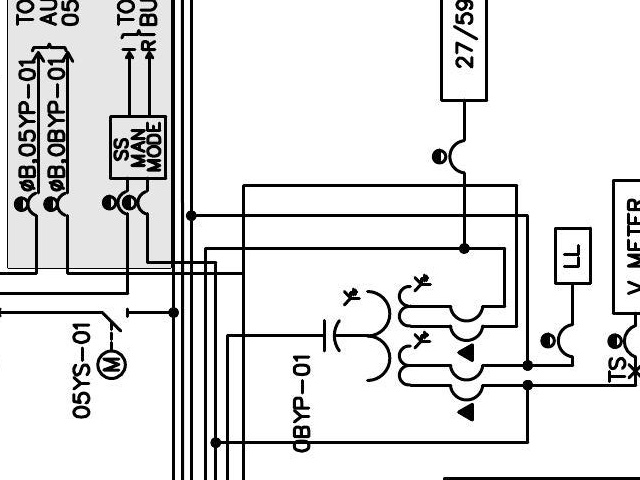 TO
AU
05
TO
BU
I
RI
øB,05YP-01
øB,0BYP-01
SS
MAN
MODE
27/59
LL
V METER
TS
05YS-01
M
0BYP-01